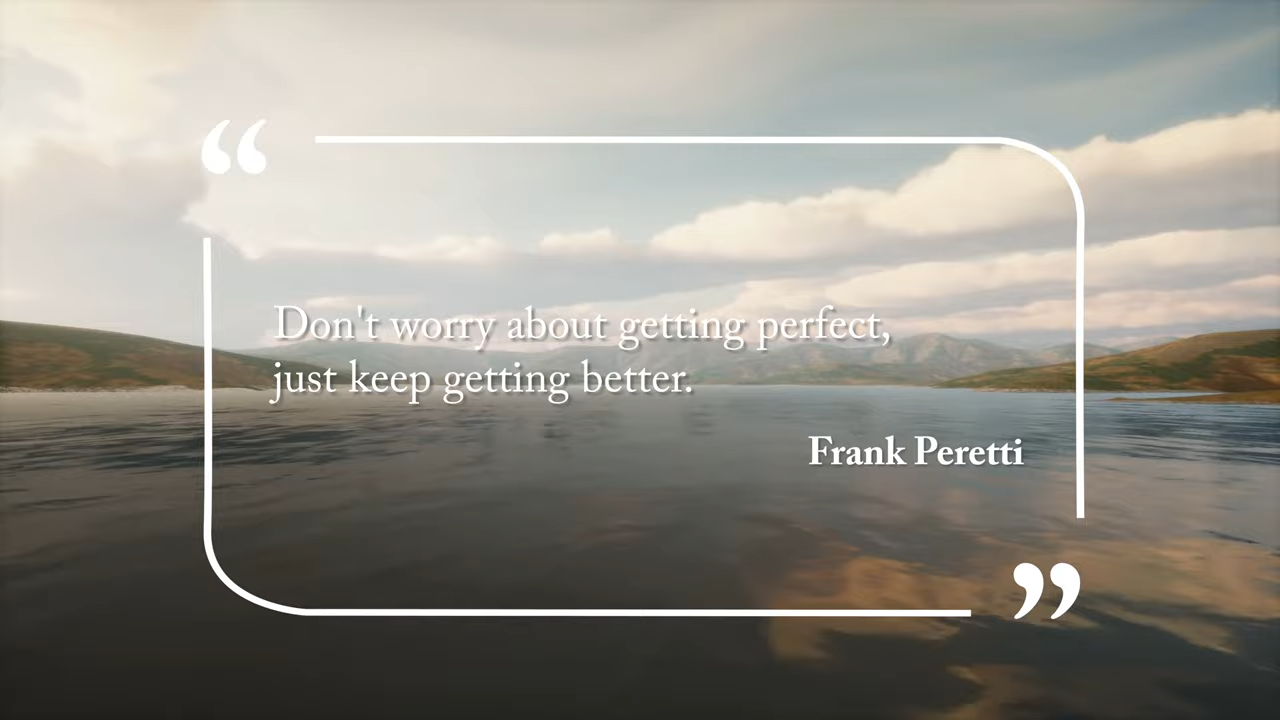 “
Don't worry about getting perfect,
just keep getting better.
Frank Peretti
”